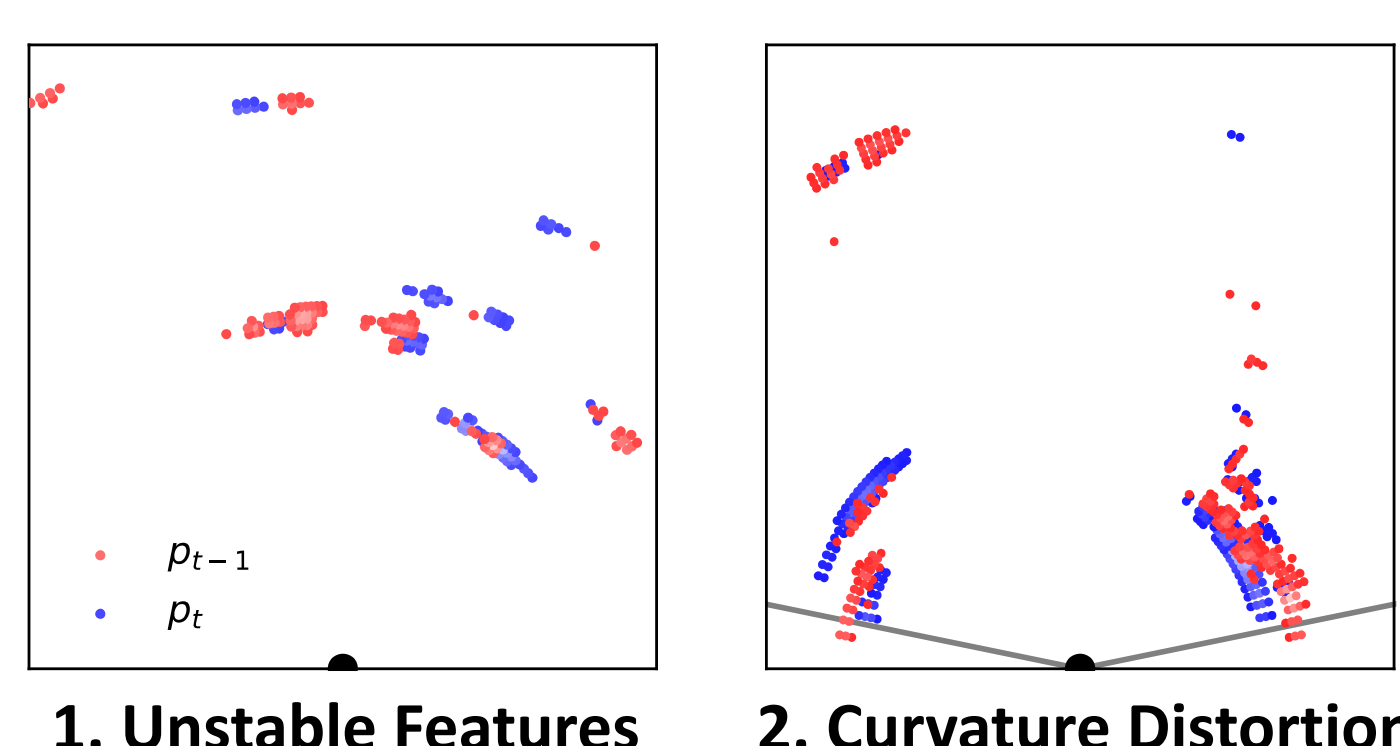 p_{t-1}
p_t
1. Unstable Features
2. Curvature Distortion